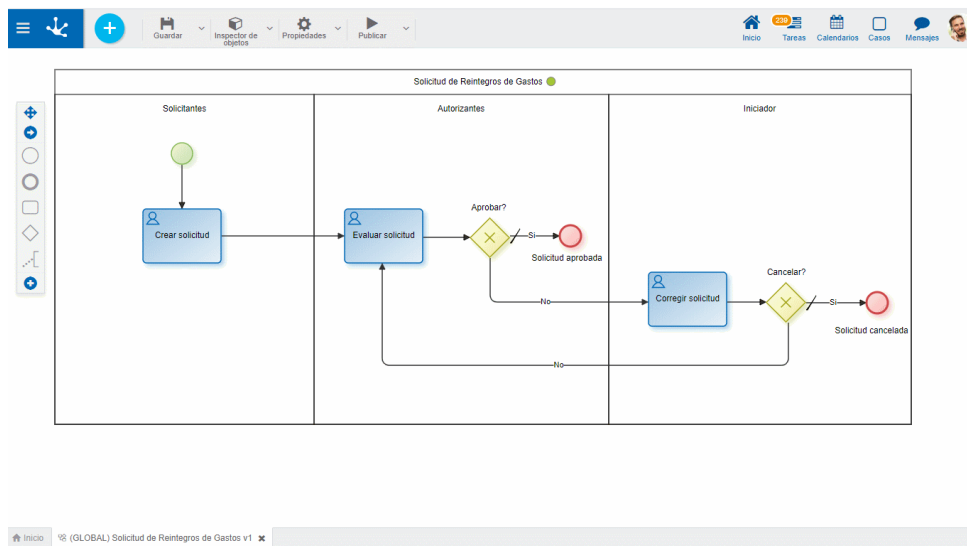 Guardar
Inspector de
objetos
Propiedades
Publicar
Inicio
239
Tareas
Calendarios
Casos
Mensajes
Solicitud de Reintegros de Gastos
Solicitantes
Autorizantes
Iniciador
Crear solicitud
Evaluar solicitud
Aprobar?
Si
Solicitud aprobada
No
Corregir solicitud
Cancelar?
Si
Solicitud cancelada
No
Inicio
(GLOBAL) Solicitud de Reintegros de Gastos v1